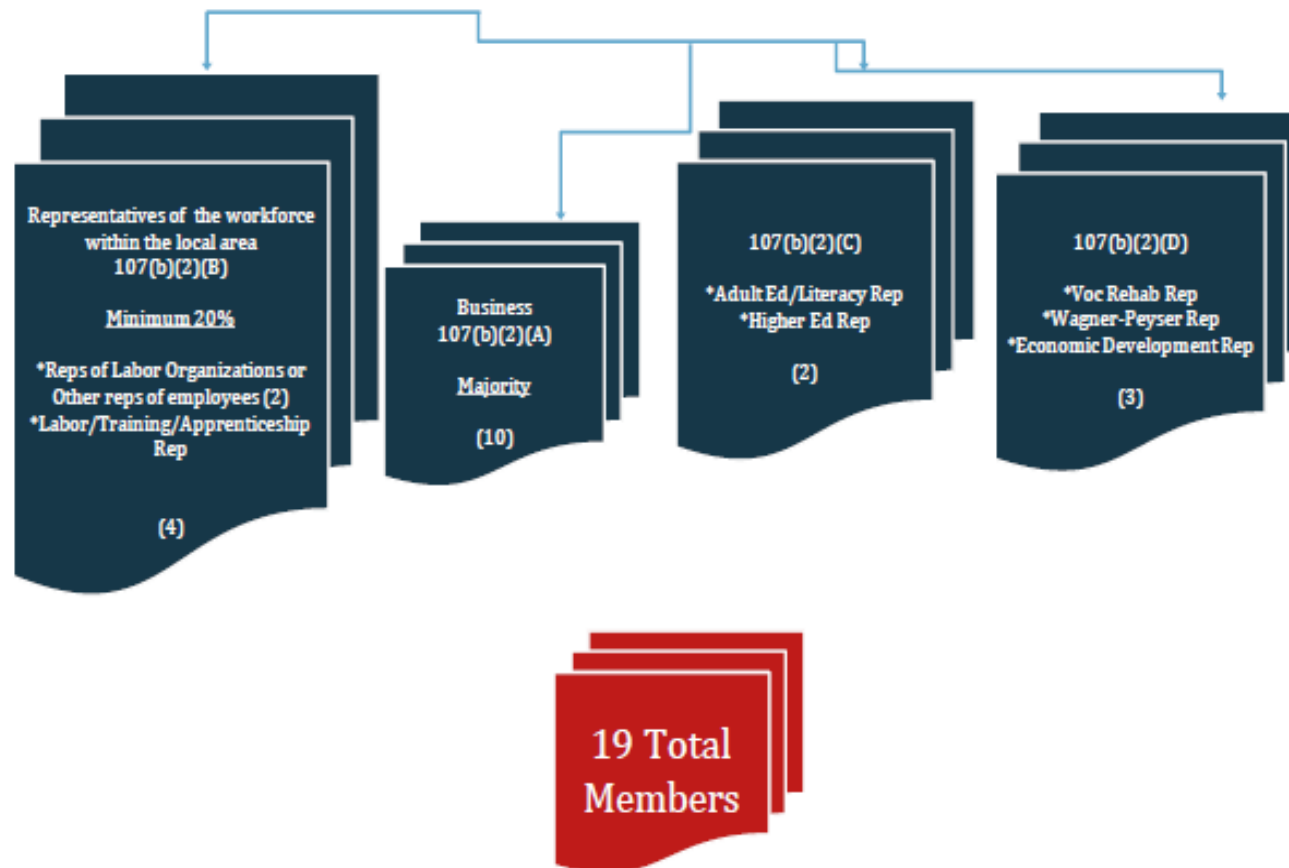 Representatives of the workforce
within the local area
107(b)(2)(B)
Minimum 20%
*Reps of Labor Organizations or
Other reps of employees (2)
*Labor/Training/Apprenticeship
Rep
(4)
Business
107(b)(2)(A)
Majority
(10)
107(b)(2)(C)
*Adult Ed/Literacy Rep
*Higher Ed Rep
(2)
107(b)(2)(D)
*Voc Rehab Rep
*Wagner-Peyser Rep
*Economic Development Rep
(3)
19 Total
Members